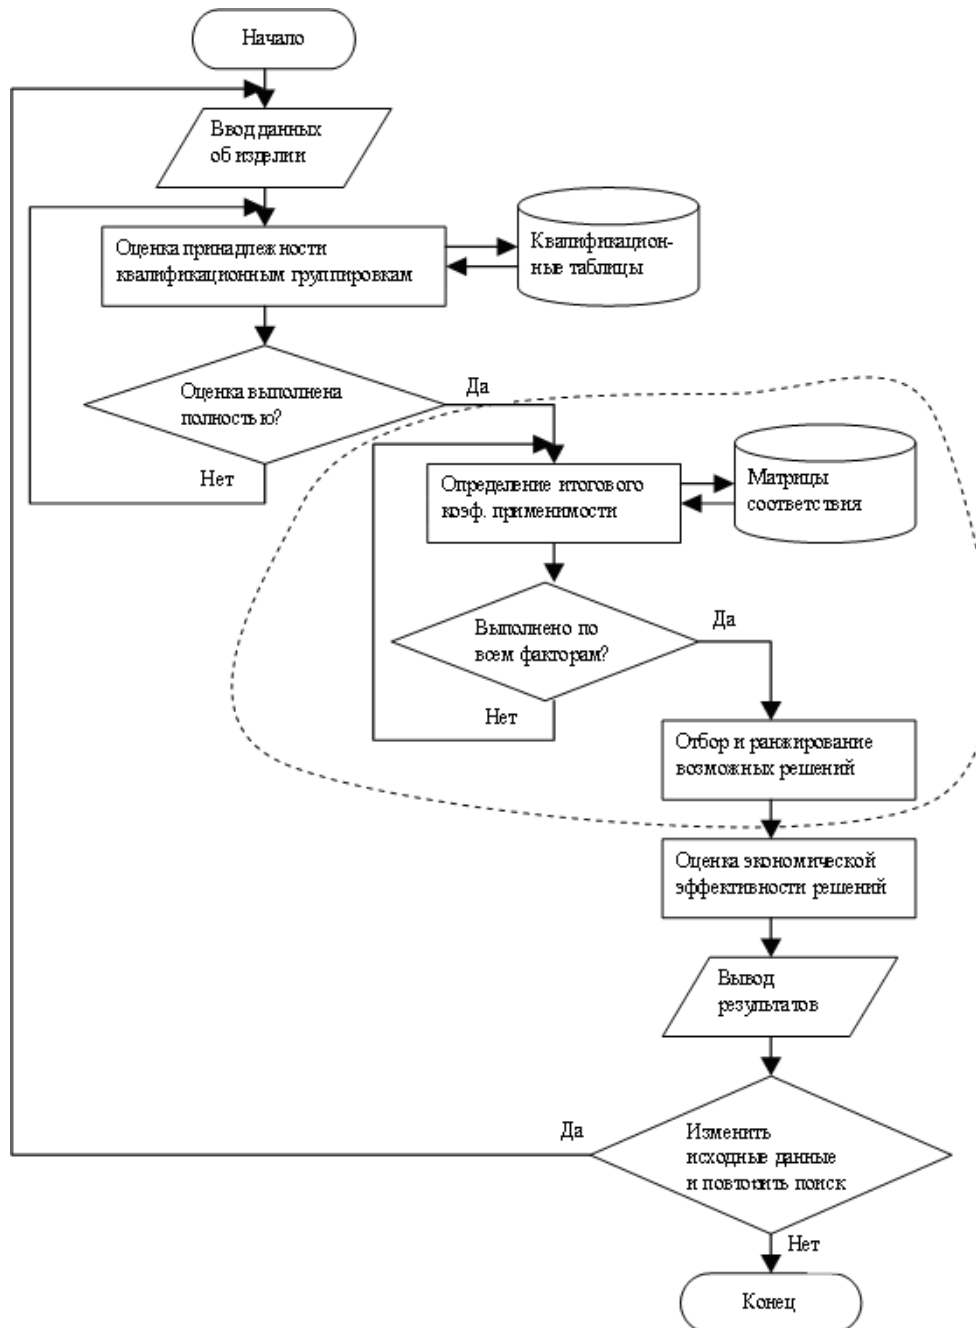 Начало
Ввод данных
об изделии
Оценка принадлежности
квалификационным группировкам
Квалификацион-
ные таблицы
Оценка выполнена
полностью?
Да
Нет
Определение итогового
коэф. применимости
Матрицы
соответствия
Выполнено по
всем факторам?
Да
Нет
Отбор и ранжирование
возможных решений
Оценка экономической
эффективности решений
Вывод
результатов
Да
Изменить
исходные данные
и повторить поиск
Нет
Конец